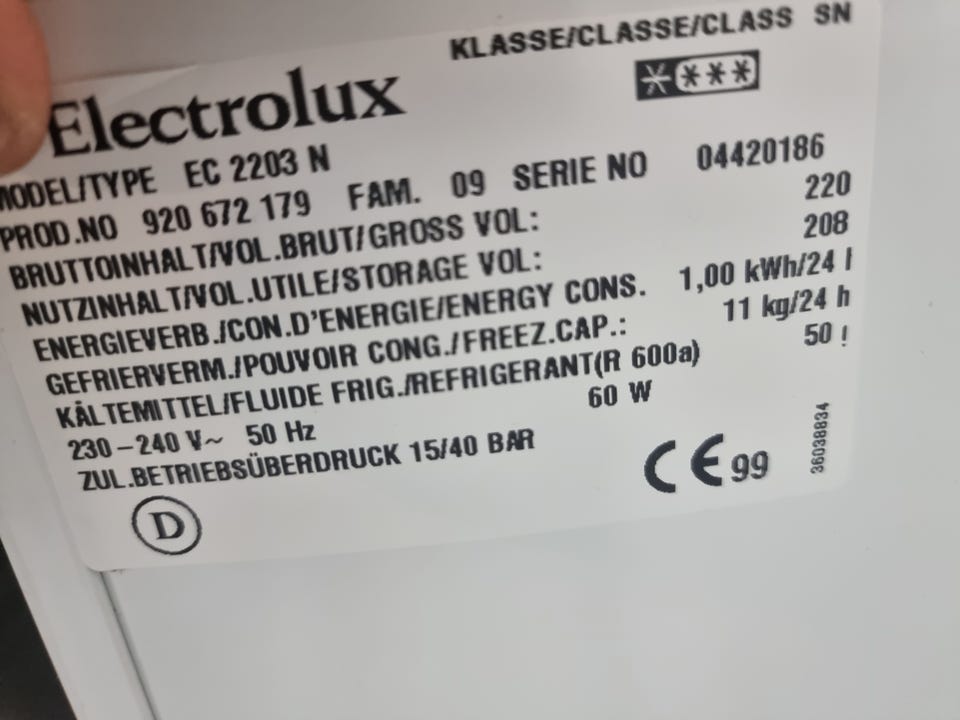 KLASSE/CLASSE/CLASS SN
Electrolux
MODEL/TYPE EC 2203 N
PROD.NO 920 672 179 FAM. 09 SERIE NO 04420186
BRUTTOINHALT/VOL.BRUT/GROSS VOL: 220
NUTZINHALT/VOL.UTILE/STORAGE VOL: 208
ENERGIEVERB./CON.D'ENERGIE/ENERGY CONS. 1,00 kWh/24 l
GEFRIERVERM./POUVOIR CONG./FREEZ.CAP.: 11 kg/24 h
KÄLTEMITTEL/FLUIDE FRIG./REFRIGERANT(R 600a) 50 !
230-240 V~ 50 Hz 60 W
ZUL.BETRIEBSÜBERDRUCK 15/40 BAR
CE 99
36038834
D